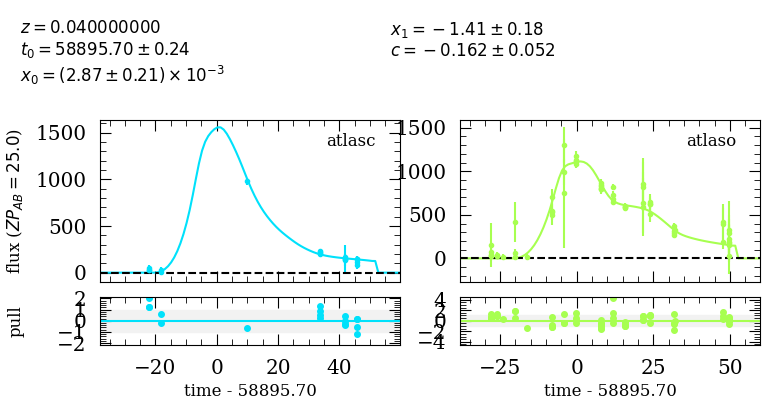 z = 0.040000000
t₀ = 58895.70 ± 0.24
x₀ = (2.87 ± 0.21) × 10⁻³
x₁ = −1.41 ± 0.18
c = −0.162 ± 0.052
flux (ZP_AB = 25.0)
1500
1000
500
0
atlasc
1500
1000
500
0
atlaso
pull
2
1
0
−1
−2
4
2
0
−2
−4
−20 0 20 40
−25 0 25 50
time - 58895.70
time - 58895.70